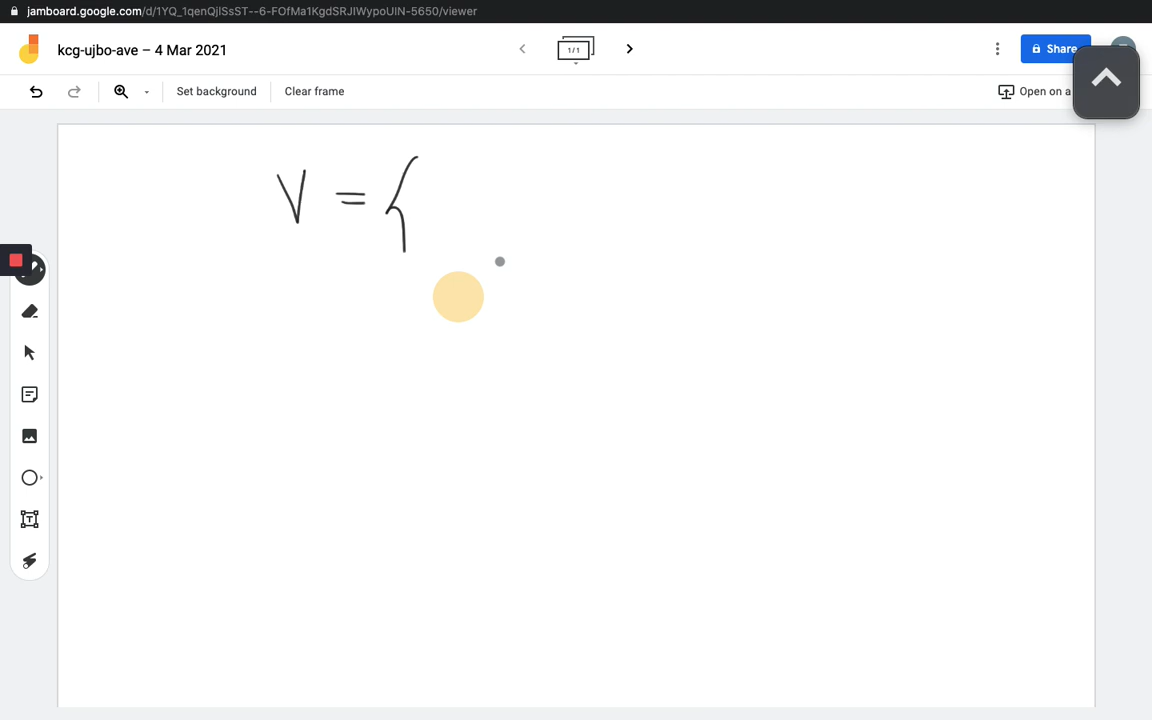 jamboard.google.com/d/1YQ_1qenQjlSsST--6-FOfMa1KgdSRJIWypoUIN-5650/viewer
kcg-ujbo-ave – 4 Mar 2021
1/1
Share
Set background
Clear frame
Open on a
V = {